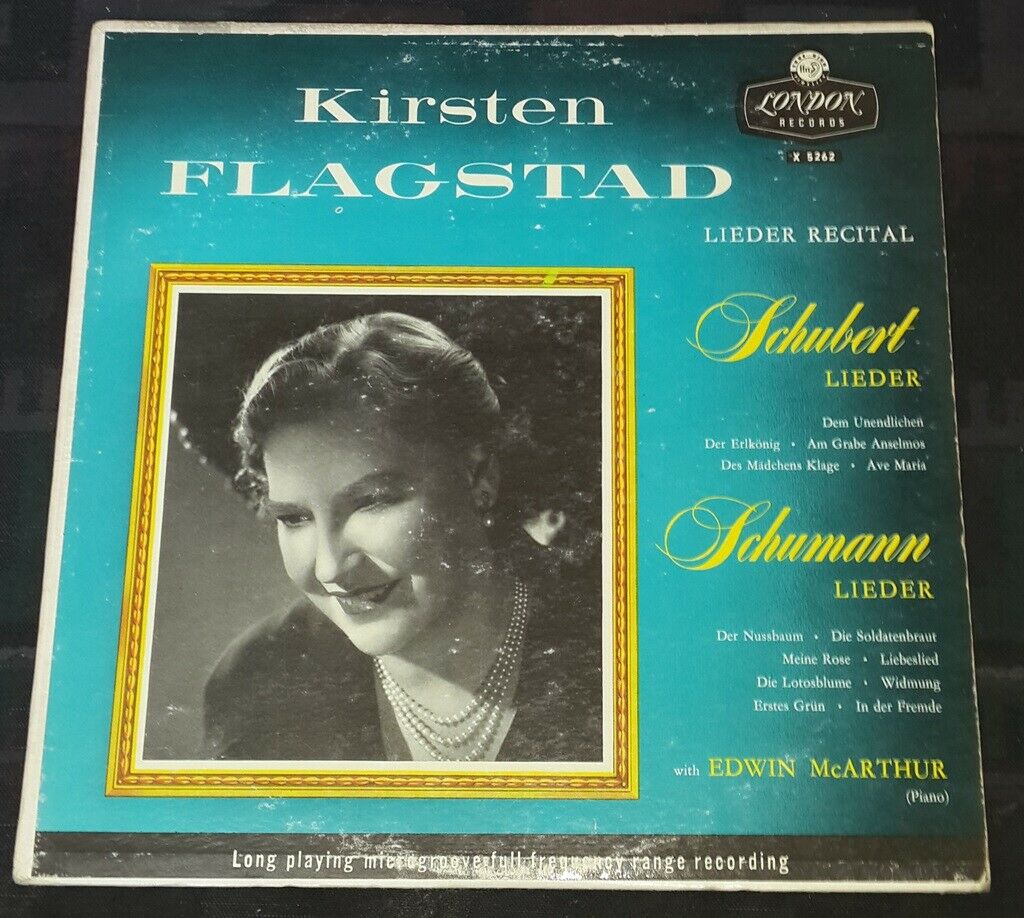 Kirsten
FLAGSTAD
LONDON
RECORDS
X 5262
LIEDER RECITAL
Schubert
LIEDER
Dem Unendlichen
Der Erlkönig • Am Grabe Anselmos
Des Mädchens Klage • Ave Maria
Schumann
LIEDER
Der Nussbaum • Die Soldatenbraut
Meine Rose • Liebeslied
Die Lotosblume • Widmung
Erstes Grün • In der Fremde
with EDWIN McARTHUR
(Piano)
Long playing microgroove full frequency range recording